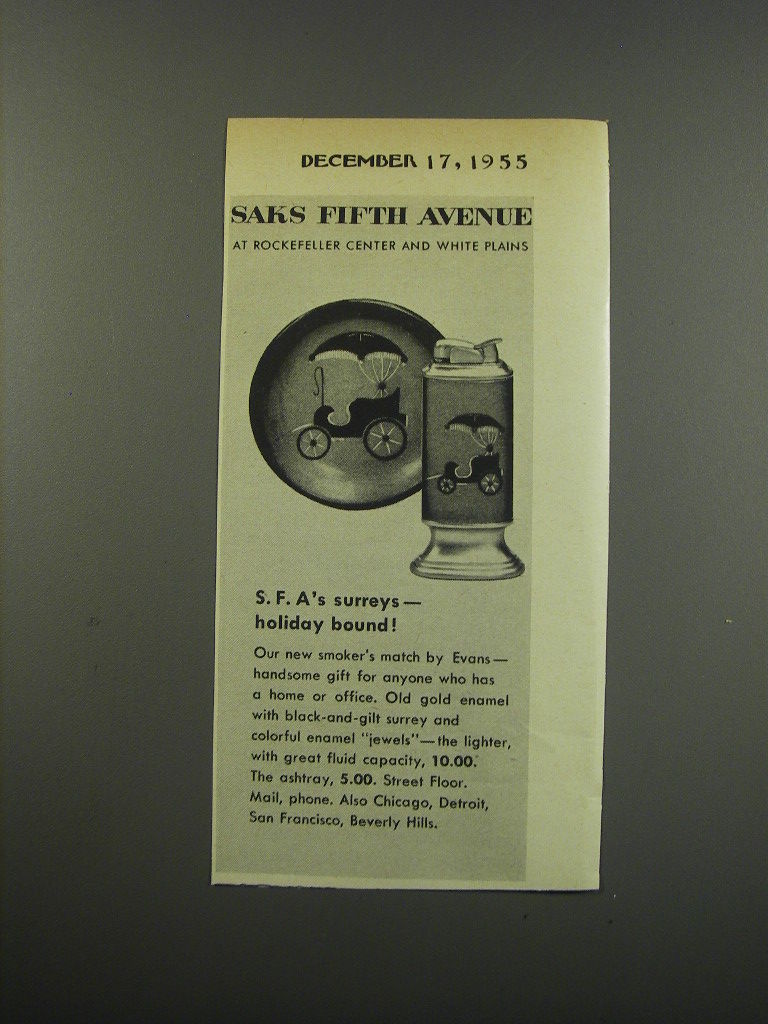 DECEMBER 17, 1955
SAKS FIFTH AVENUE
AT ROCKEFELLER CENTER AND WHITE PLAINS
S. F. A's surreys—
holiday bound!
Our new smoker's match by Evans—
handsome gift for anyone who has
a home or office. Old gold enamel
with black-and-gilt surrey and
colorful enamel "jewels"—the lighter,
with great fluid capacity, 10.00.
The ashtray, 5.00. Street Floor.
Mail, phone. Also Chicago, Detroit,
San Francisco, Beverly Hills.